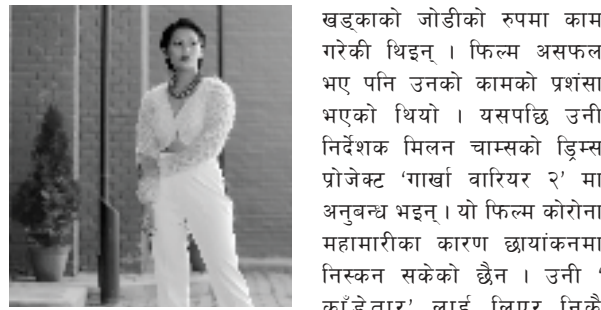 खड्काको जोडीको रुपमा काम
गरेकी थिइन् । फिल्म असफल
भए पनि उनको कामको प्रशंसा
भएको थियो । यसपछि उनी
निर्देशक मिलन चाम्सको ड्रिम्स
प्रोजेक्ट ‘गार्खा वारियर २’ मा
अनुबन्ध भइन् । यो फिल्म कोरोना
महामारीका कारण छायांकनमा
निस्कन सकेको छैन । उनी ‘
काँडेतार’ लाई लिएर निकै